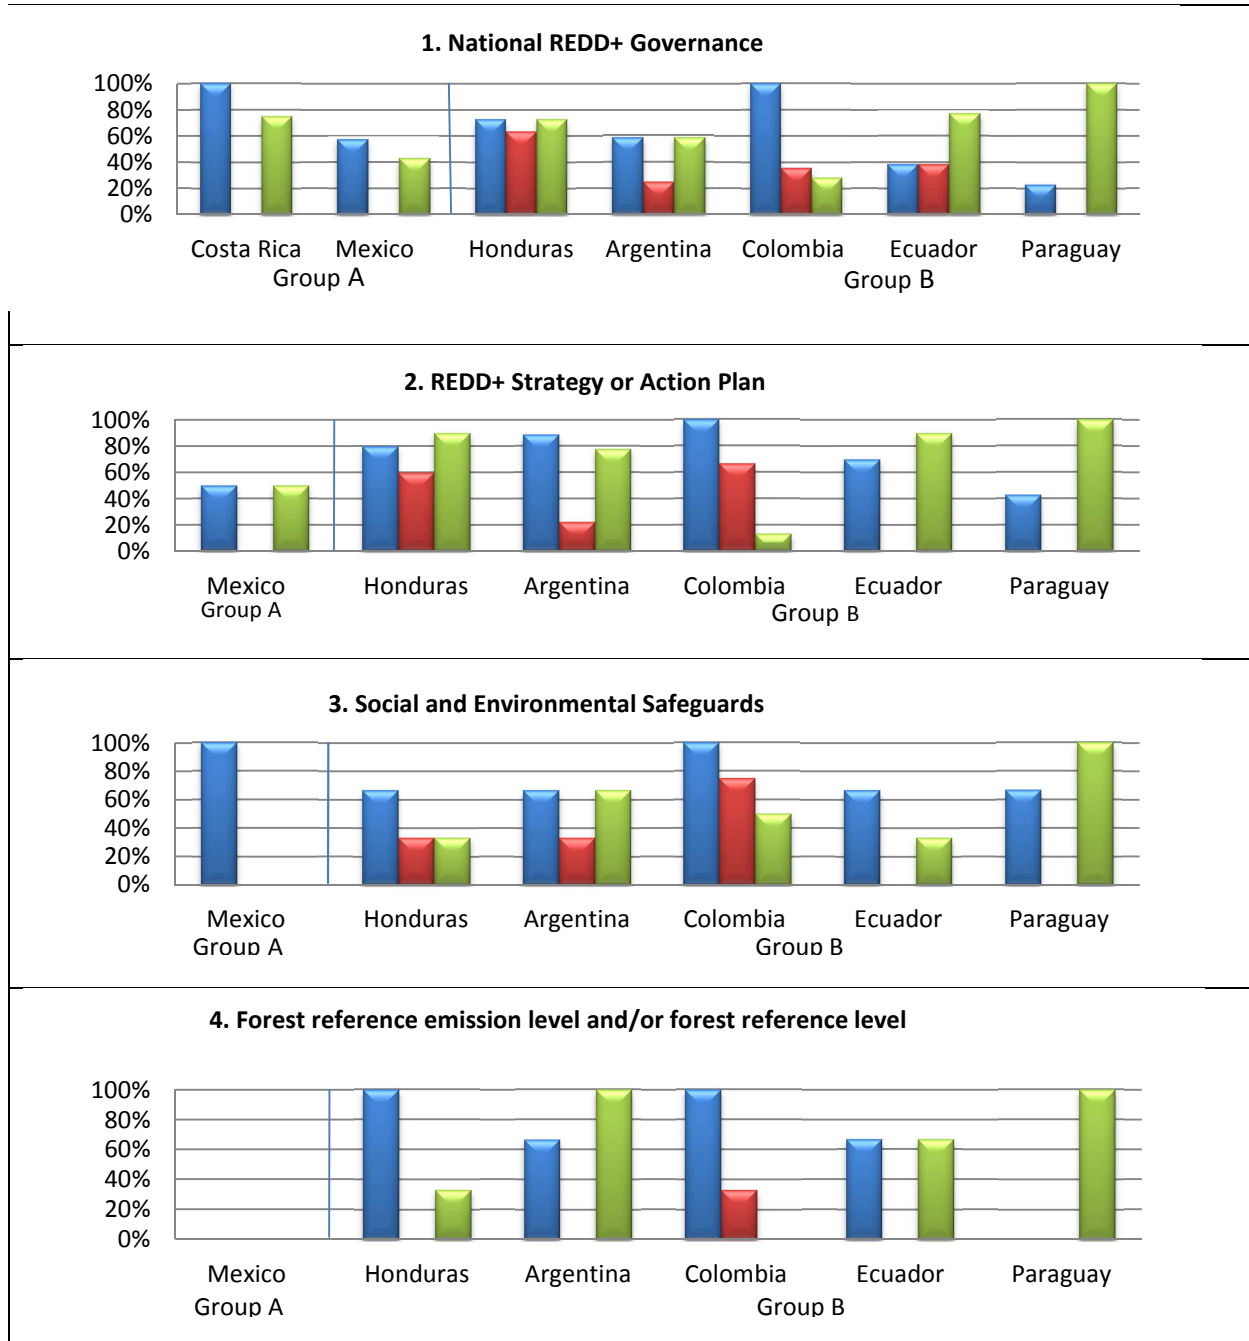 1. National REDD+ Governance
100%
80%
60%
40%
20%
0%
Costa Rica Mexico Honduras Argentina Colombia Ecuador Paraguay
Group A Group B
2. REDD+ Strategy or Action Plan
100%
80%
60%
40%
20%
0%
Mexico Honduras Argentina Colombia Ecuador Paraguay
Group A Group B
3. Social and Environmental Safeguards
100%
80%
60%
40%
20%
0%
Mexico Honduras Argentina Colombia Ecuador Paraguay
Group A Group B
4. Forest reference emission level and/or forest reference level
100%
80%
60%
40%
20%
0%
Mexico Honduras Argentina Colombia Ecuador Paraguay
Group A Group B